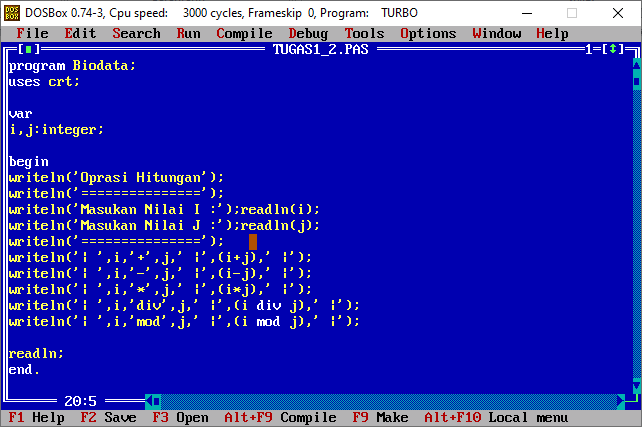 DOSBox 0.74-3, Cpu speed: 3000 cycles, Frameskip 0, Program: TURBO
File Edit Search Run Compile Debug Tools Options Window Help
TUGAS1_2.PAS 1
program Biodata;
uses crt;
var
i,j:integer;
begin
writeln('Oprasi Hitungan');
writeln('===============');
writeln('Masukan Nilai I :');readln(i);
writeln('Masukan Nilai J :');readln(j);
writeln('===============');
writeln('| ',i,'+',j,' |',(i+j),' |');
writeln('| ',i,'-',j,' |',(i-j),' |');
writeln('| ',i,'*',j,' |',(i*j),' |');
writeln('| ',i,'div',j,' |',(i div j),' |');
writeln('| ',i,'mod',j,' |',(i mod j),' |');
readln;
end.
20:5
F1 Help F2 Save F3 Open Alt+F9 Compile F9 Make Alt+F10 Local menu